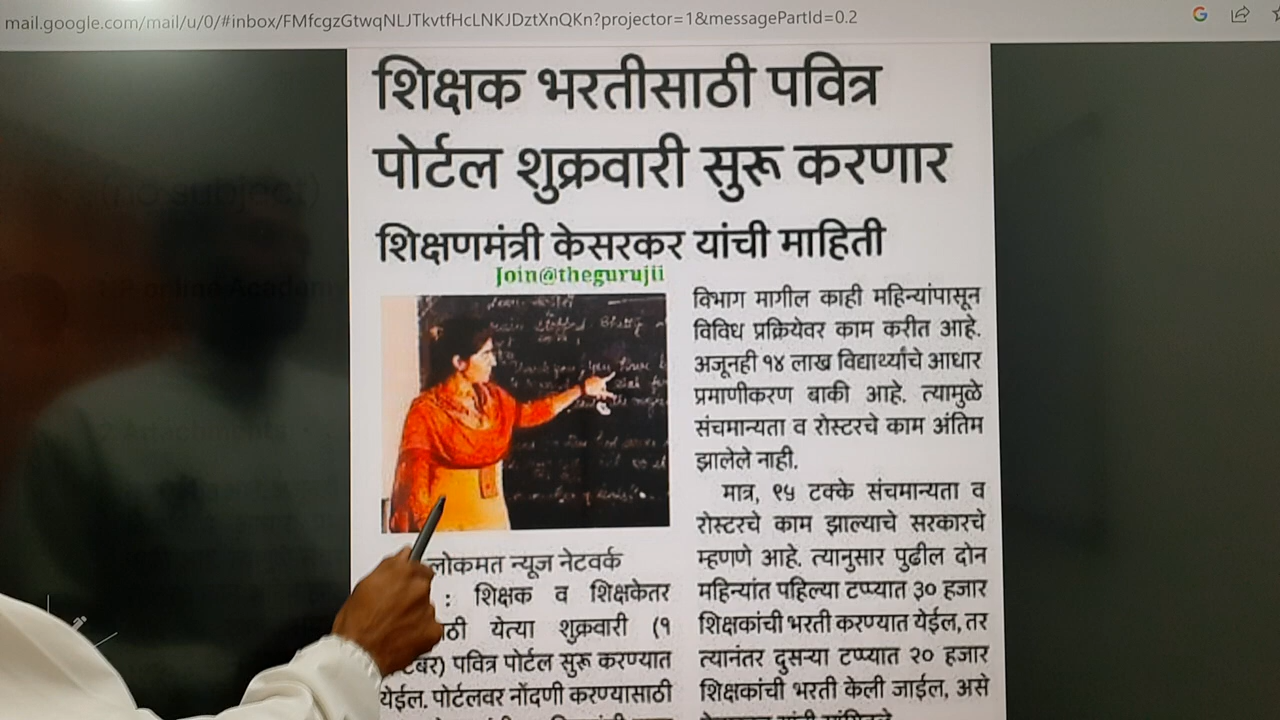 mail.google.com/mail/u/0/#inbox/FMfcgzGtwqNLJTkvtfHcLNKJDztXnQKn?projector=1&messagePartId=0.2
शिक्षक भरतीसाठी पवित्र
पोर्टल शुक्रवारी सुरू करणार
शिक्षणमंत्री केसरकर यांची माहिती
Join@thegurujii
लोकमत न्यूज नेटवर्क
: शिक्षक व शिक्षकेतर
येत्या शुक्रवारी (१
पवित्र पोर्टल सुरू करण्यात
येईल. पोर्टलवर नोंदणी करण्यासाठी
विभाग मागील काही महिन्यांपासून
विविध प्रक्रियेवर काम करीत आहे.
अजूनही १४ लाख विद्यार्थ्यांचे आधार
प्रमाणीकरण बाकी आहे. त्यामुळे
संचमान्यता व रोस्टरचे काम अंतिम
झालेले नाही.
मात्र, ९५ टक्के संचमान्यता व
रोस्टरचे काम झाल्याचे सरकारचे
म्हणणे आहे. त्यानुसार पुढील दोन
महिन्यांत पहिल्या टप्प्यात ३० हजार
शिक्षकांची भरती करण्यात येईल, तर
त्यानंतर दुसऱ्या टप्प्यात २० हजार
शिक्षकांची भरती केली जाईल, असे
(no subject)